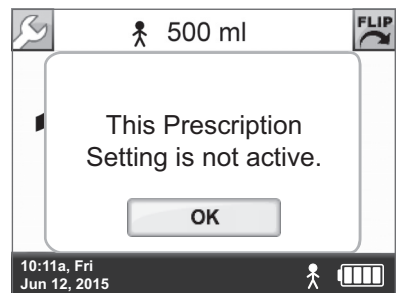 500 ml
FLIP
This Prescription
Setting is not active.
OK
10:11a, Fri
Jun 12, 2015